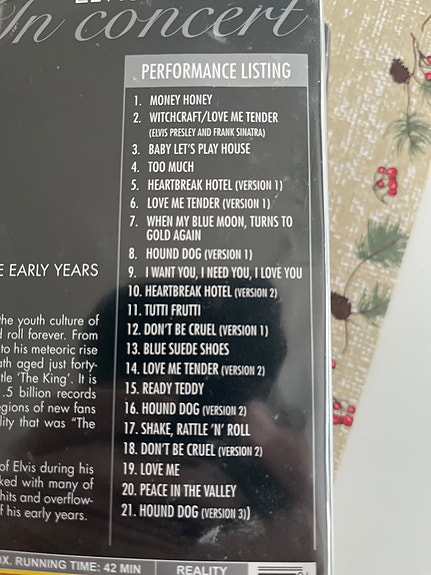 In concert
PERFORMANCE LISTING
1. MONEY HONEY
2. WITCHCRAFT/LOVE ME TENDER
(ELVIS PRESLEY AND FRANK SINATRA)
3. BABY LET'S PLAY HOUSE
4. TOO MUCH
5. HEARTBREAK HOTEL (VERSION 1)
6. LOVE ME TENDER (VERSION 1)
7. WHEN MY BLUE MOON, TURNS TO
GOLD AGAIN
8. HOUND DOG (VERSION 1)
9. I WANT YOU, I NEED YOU, I LOVE YOU
10. HEARTBREAK HOTEL (VERSION 2)
11. TUTTI FRUTTI
12. DON'T BE CRUEL (VERSION 1)
13. BLUE SUEDE SHOES
14. LOVE ME TENDER (VERSION 2)
15. READY TEDDY
16. HOUND DOG (VERSION 2)
17. SHAKE, RATTLE 'N' ROLL
18. DON'T BE CRUEL (VERSION 2)
19. LOVE ME
20. PEACE IN THE VALLEY
21. HOUND DOG (VERSION 3))
E EARLY YEARS
the youth culture of
roll forever. From
to his meteoric rise
ath aged just forty-
tle 'The King'. It is
.5 billion records
egions of new fans
lity that was "The
of Elvis during his
ked with many of
hits and overflow-
f his early years.
OX. RUNNING TIME: 42 MIN
REALITY